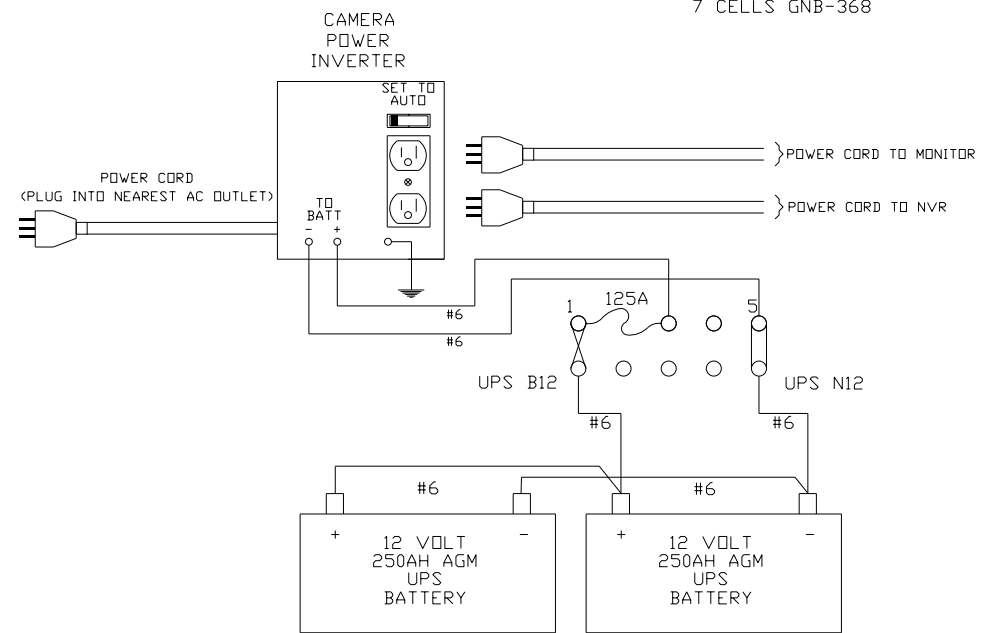 7 CELLS GNB-368
CAMERA
POWER
INVERTER
SET TO
AUTO
POWER CORD TO MONITOR
POWER CORD
(PLUG INTO NEAREST AC OUTLET)
TO
BATT
- +
POWER CORD TO NVR
#6
#6
1
125A
5
UPS B12
UPS N12
#6
#6
#6
#6
+ -
12 VOLT
250AH AGM
UPS
BATTERY
+ -
12 VOLT
250AH AGM
UPS
BATTERY